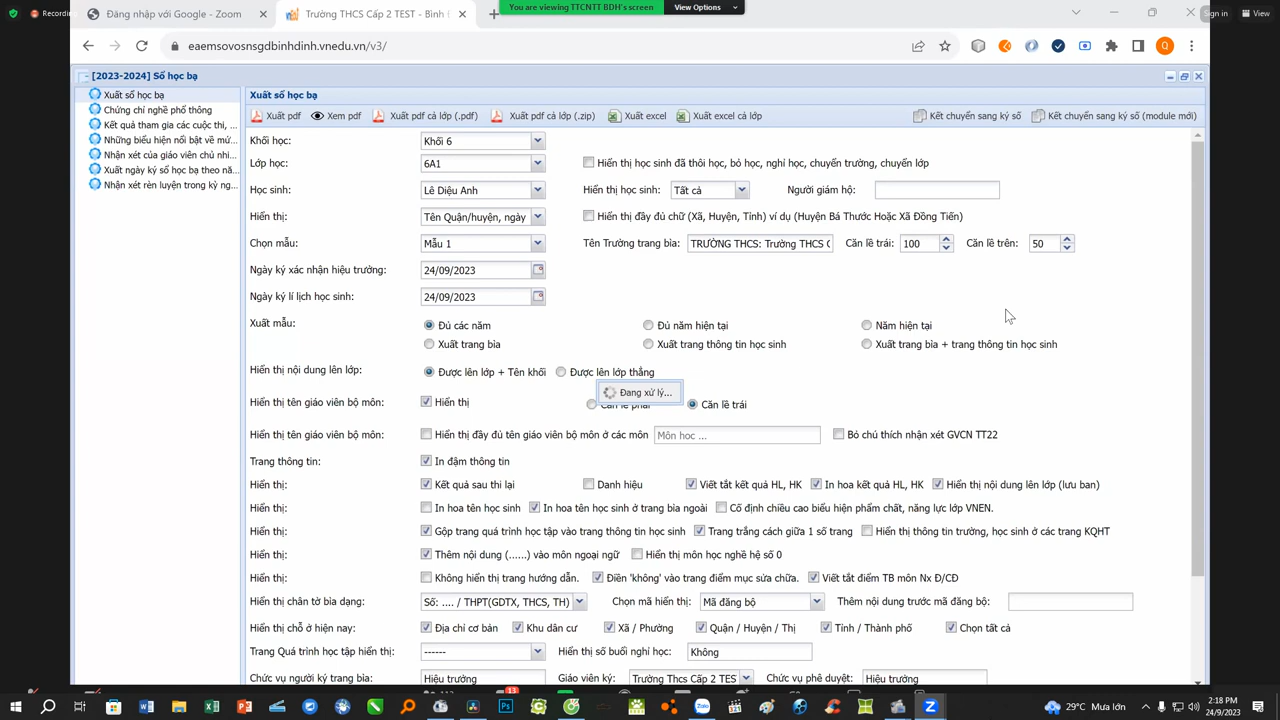 You are viewing TTCNTT BDH's screen
View Options
Recording
Đăng nhập với Google - Zoom
Trường THCS Cấp 2 TEST - Bình Đ
Sign in
View
eaemsovosnsgdbinhdinh.vnedu.vn/v3/
Q
[2023-2024] Sổ học bạ
Xuất sổ học bạ
Chứng chỉ nghề phổ thông
Kết quả tham gia các cuộc thi, ...
Những biểu hiện nổi bật về mứ...
Nhận xét của giáo viên chủ nhi...
Xuất ngày ký sổ học bạ theo nă...
Nhận xét rèn luyện trong kỳ ng...
Xuất sổ học bạ
Xuất pdf Xem pdf Xuất pdf cả lớp (.pdf) Xuất pdf cả lớp (.zip) Xuất excel Xuất excel cả lớp Kết chuyển sang ký số Kết chuyển sang ký số (module mới)
Khối học: Khối 6
Lớp học: 6A1 Hiển thị học sinh đã thôi học, bỏ học, nghỉ học, chuyển trường, chuyển lớp
Học sinh: Lê Diệu Anh Hiển thị học sinh: Tất cả Người giám hộ:
Hiển thị: Tên Quận/huyện, ngày Hiển thị đầy đủ chữ (Xã, Huyện, Tỉnh) ví dụ (Huyện Bá Thước Hoặc Xã Đồng Tiến)
Chọn mẫu: Mẫu 1 Tên Trường trang bìa: TRƯỜNG THCS: Trường THCS C Căn lề trái: 100 Căn lề trên: 50
Ngày ký xác nhận hiệu trưởng: 24/09/2023
Ngày ký lí lịch học sinh: 24/09/2023
Xuất mẫu: Đủ các năm Đủ năm hiện tại Năm hiện tại
Xuất trang bìa Xuất trang thông tin học sinh Xuất trang bìa + trang thông tin học sinh
Hiển thị nội dung lên lớp: Được lên lớp + Tên khối Được lên lớp thẳng
Đang xử lý...
Hiển thị tên giáo viên bộ môn: Hiển thị Căn lề phải Căn lề trái
Hiển thị tên giáo viên bộ môn: Hiển thị đầy đủ tên giáo viên bộ môn ở các môn Môn học ... Bỏ chú thích nhận xét GVCN TT22
Trang thông tin: In đậm thông tin
Hiển thị: Kết quả sau thi lại Danh hiệu Viết tắt kết quả HL, HK In hoa kết quả HL, HK Hiển thị nội dung lên lớp (lưu ban)
Hiển thị: In hoa tên học sinh In hoa tên học sinh ở trang bìa ngoài Cố định chiều cao biểu hiện phẩm chất, năng lực lớp VNEN.
Hiển thị: Gộp trang quá trình học tập vào trang thông tin học sinh Trang trắng cách giữa 1 số trang Hiển thị thông tin trường, học sinh ở các trang KQHT
Hiển thị: Thêm nội dung (......) vào môn ngoại ngữ Hiển thị môn học nghề hệ số 0
Hiển thị: Không hiển thị trang hướng dẫn. Điền 'không' vào trang điểm mục sửa chữa. Viết tắt điểm TB môn Nx Đ/CĐ
Hiển thị chân tờ bìa dạng: Số: .... / THPT(GDTX, THCS, TH) Chọn mã hiển thị: Mã đăng bộ Thêm nội dung trước mã đăng bộ:
Hiển thị chỗ ở hiện nay: Địa chỉ cơ bản Khu dân cư Xã / Phường Quận / Huyện / Thị Tỉnh / Thành phố Chọn tất cả
Trang Quá trình học tập hiển thị: ------ Hiển thị số buổi nghỉ học: Không
Chức vụ người ký trang bìa: Hiệu trưởng Giáo viên ký: Trường Thcs Cấp 2 TES Chức vụ phê duyệt: Hiệu trưởng
13
29°C Mưa lớn
2:18 PM
24/9/2023